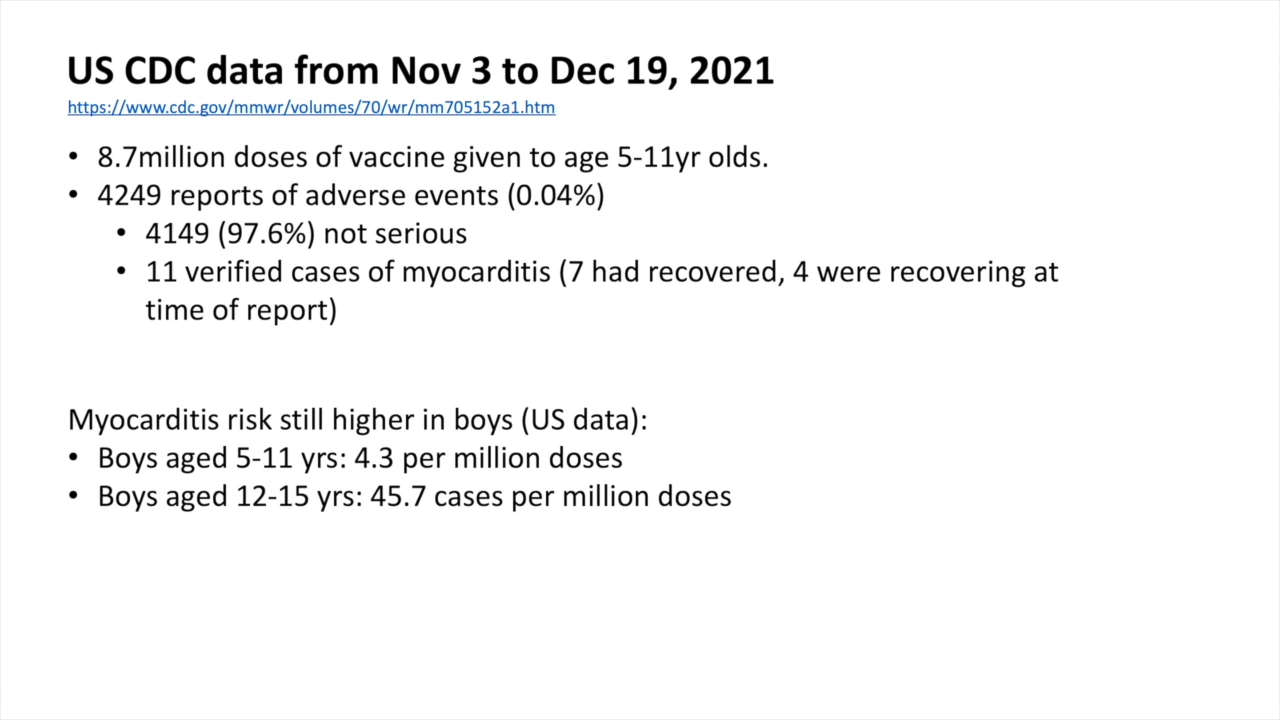 US CDC data from Nov 3 to Dec 19, 2021
https://www.cdc.gov/mmwr/volumes/70/wr/mm705152a1.htm
• 8.7million doses of vaccine given to age 5-11yr olds.
• 4249 reports of adverse events (0.04%)
• 4149 (97.6%) not serious
• 11 verified cases of myocarditis (7 had recovered, 4 were recovering at
time of report)
Myocarditis risk still higher in boys (US data):
• Boys aged 5-11 yrs: 4.3 per million doses
• Boys aged 12-15 yrs: 45.7 cases per million doses